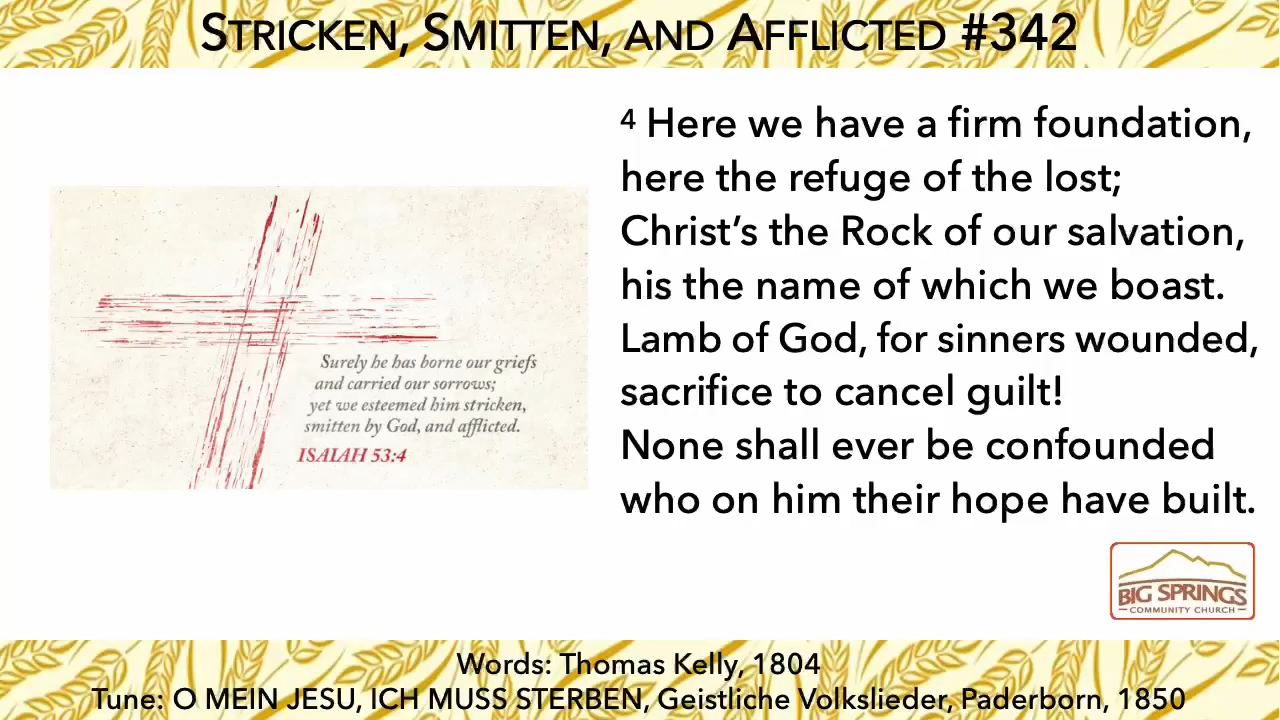 STRICKEN, SMITTEN, AND AFFLICTED #342
4 Here we have a firm foundation,
here the refuge of the lost;
Christ’s the Rock of our salvation,
his the name of which we boast.
Lamb of God, for sinners wounded,
sacrifice to cancel guilt!
None shall ever be confounded
who on him their hope have built.
Surely he has borne our griefs
and carried our sorrows;
yet we esteemed him stricken,
smitten by God, and afflicted.
ISAIAH 53:4
BIG SPRINGS
COMMUNITY CHURCH
Words: Thomas Kelly, 1804
Tune: O MEIN JESU, ICH MUSS STERBEN, Geistliche Volkslieder, Paderborn, 1850